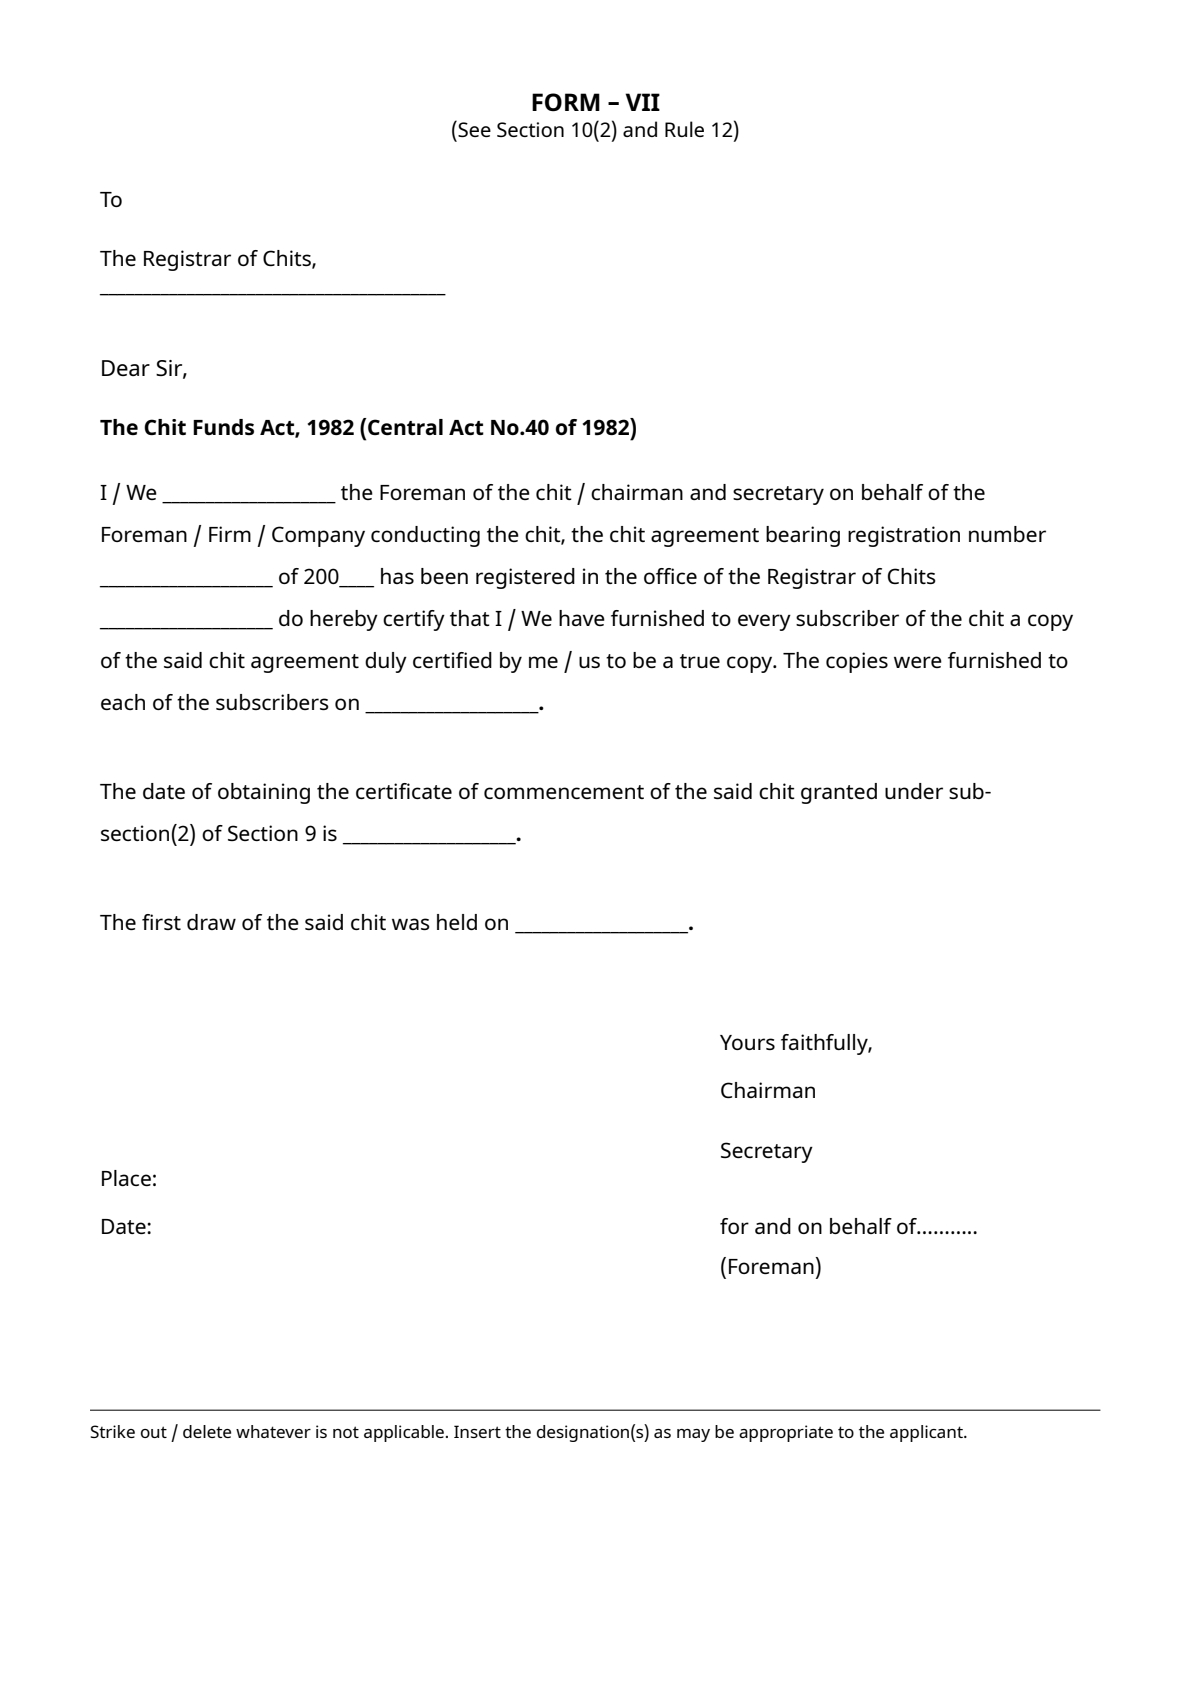 FORM – VII
(See Section 10(2) and Rule 12)
To
The Registrar of Chits,
______________________________________
Dear Sir,
The Chit Funds Act, 1982 (Central Act No.40 of 1982)
I / We ___________________ the Foreman of the chit / chairman and secretary on behalf of the
Foreman / Firm / Company conducting the chit, the chit agreement bearing registration number
___________________ of 200____ has been registered in the office of the Registrar of Chits
___________________ do hereby certify that I / We have furnished to every subscriber of the chit a copy
of the said chit agreement duly certified by me / us to be a true copy. The copies were furnished to
each of the subscribers on ___________________.
The date of obtaining the certificate of commencement of the said chit granted under sub-
section(2) of Section 9 is ___________________.
The first draw of the said chit was held on ___________________.
Yours faithfully,
Chairman
Secretary
Place:
Date:
for and on behalf of...........
(Foreman)
Strike out / delete whatever is not applicable. Insert the designation(s) as may be appropriate to the applicant.